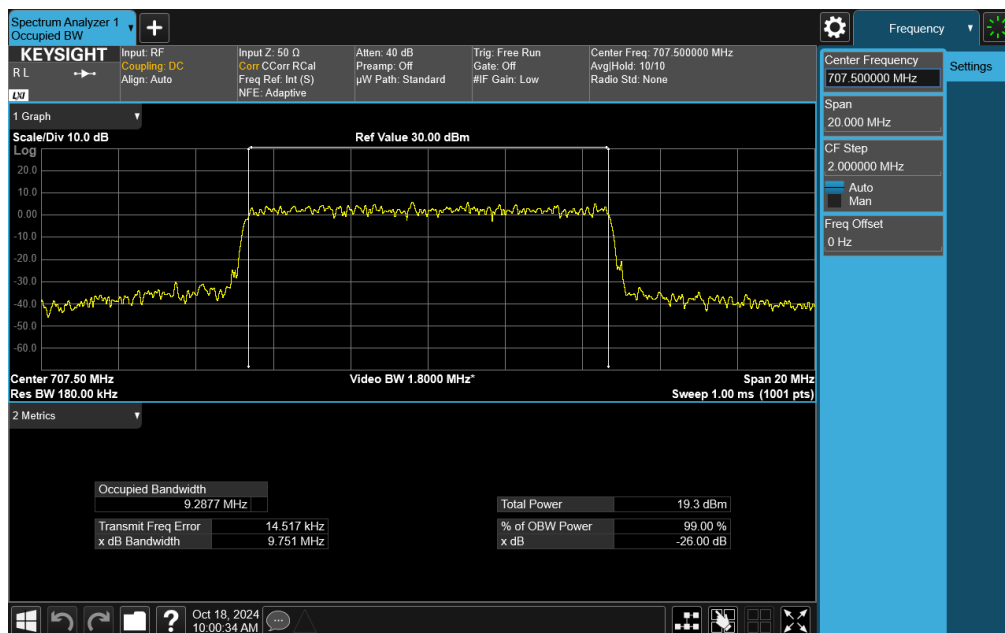 Spectrum Analyzer 1
Occupied BW
+
Frequency
KEYSIGHT
R L
LXI
Input: RF
Coupling: DC
Align: Auto
Input Z: 50 Ω
Corr CCorr RCal
Freq Ref: Int (S)
NFE: Adaptive
Atten: 40 dB
Preamp: Off
µW Path: Standard
Trig: Free Run
Gate: Off
#IF Gain: Low
Center Freq: 707.500000 MHz
Avg|Hold: 10/10
Radio Std: None
Center Frequency
707.500000 MHz
Settings
Span
20.000 MHz
CF Step
2.000000 MHz
Auto
Man
Freq Offset
0 Hz
1 Graph
Scale/Div 10.0 dB
Ref Value 30.00 dBm
Log
20.0
10.0
0.00
-10.0
-20.0
-30.0
-40.0
-50.0
-60.0
Center 707.50 MHz
Video BW 1.8000 MHz*
Span 20 MHz
Res BW 180.00 kHz
Sweep 1.00 ms (1001 pts)
2 Metrics
Occupied Bandwidth
9.2877 MHz
Total Power 19.3 dBm
Transmit Freq Error 14.517 kHz
% of OBW Power 99.00 %
x dB Bandwidth 9.751 MHz
x dB -26.00 dB
?
Oct 18, 2024
10:00:34 AM